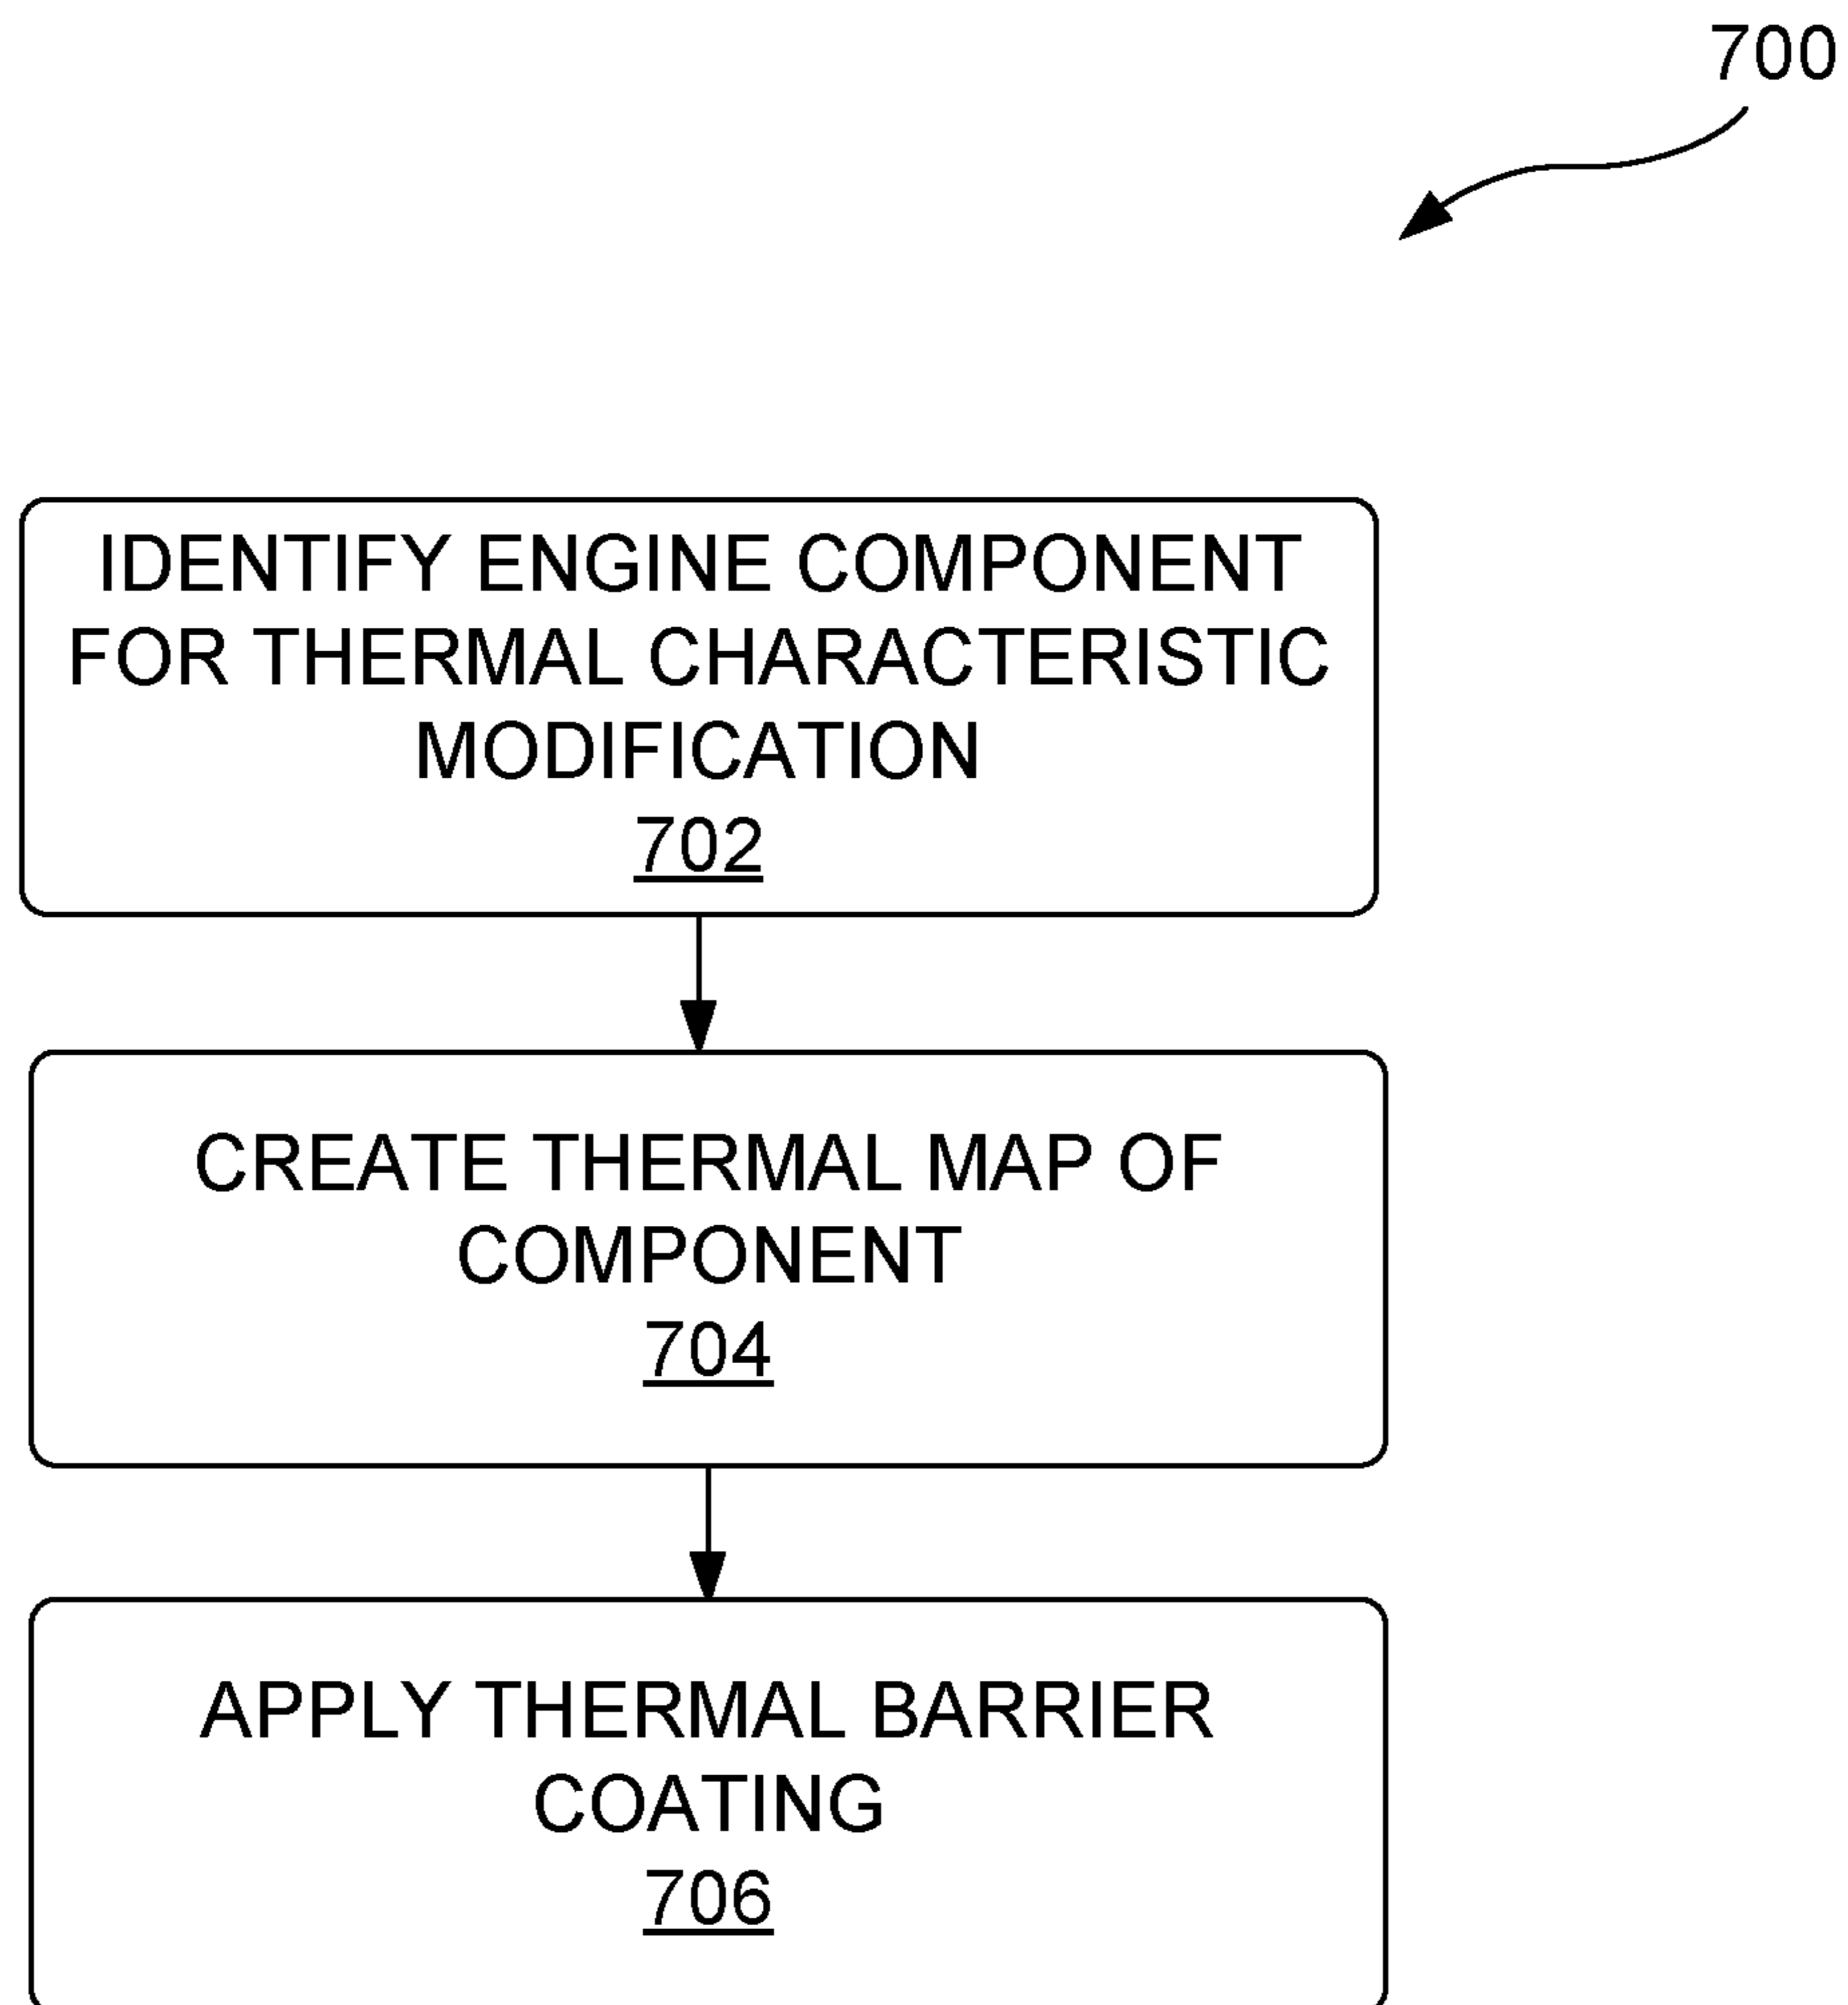 700
IDENTIFY ENGINE COMPONENT
FOR THERMAL CHARACTERISTIC
MODIFICATION
702
CREATE THERMAL MAP OF
COMPONENT
704
APPLY THERMAL BARRIER
COATING
706